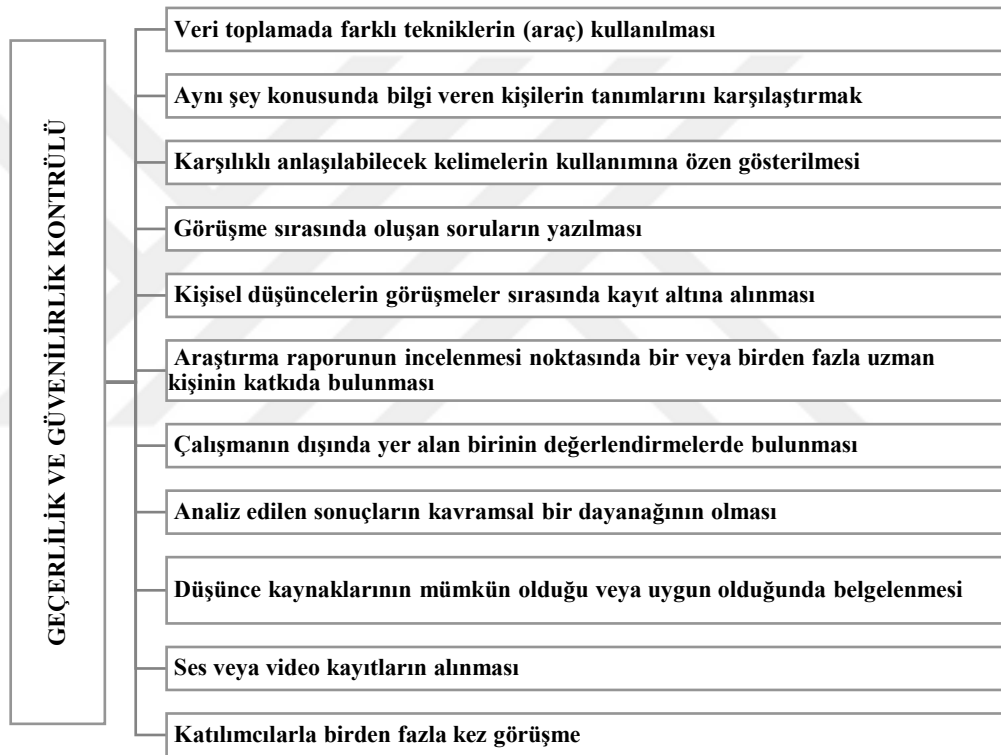 GEÇERLİLİK VE GÜVENİLİRLİK KONTRÜLÜ
Veri toplamada farklı tekniklerin (araç) kullanılması
Aynı şey konusunda bilgi veren kişilerin tanımlarını karşılaştırmak
Karşılıklı anlaşılabilecek kelimelerin kullanımına özen gösterilmesi
Görüşme sırasında oluşan soruların yazılması
Kişisel düşüncelerin görüşmeler sırasında kayıt altına alınması
Araştırma raporunun incelenmesi noktasında bir veya birden fazla uzman
kişinin katkıda bulunması
Çalışmanın dışında yer alan birinin değerlendirmelerde bulunması
Analiz edilen sonuçların kavramsal bir dayanağının olması
Düşünce kaynaklarının mümkün olduğu veya uygun olduğunda belgelenmesi
Ses veya video kayıtların alınması
Katılımcılarla birden fazla kez görüşme